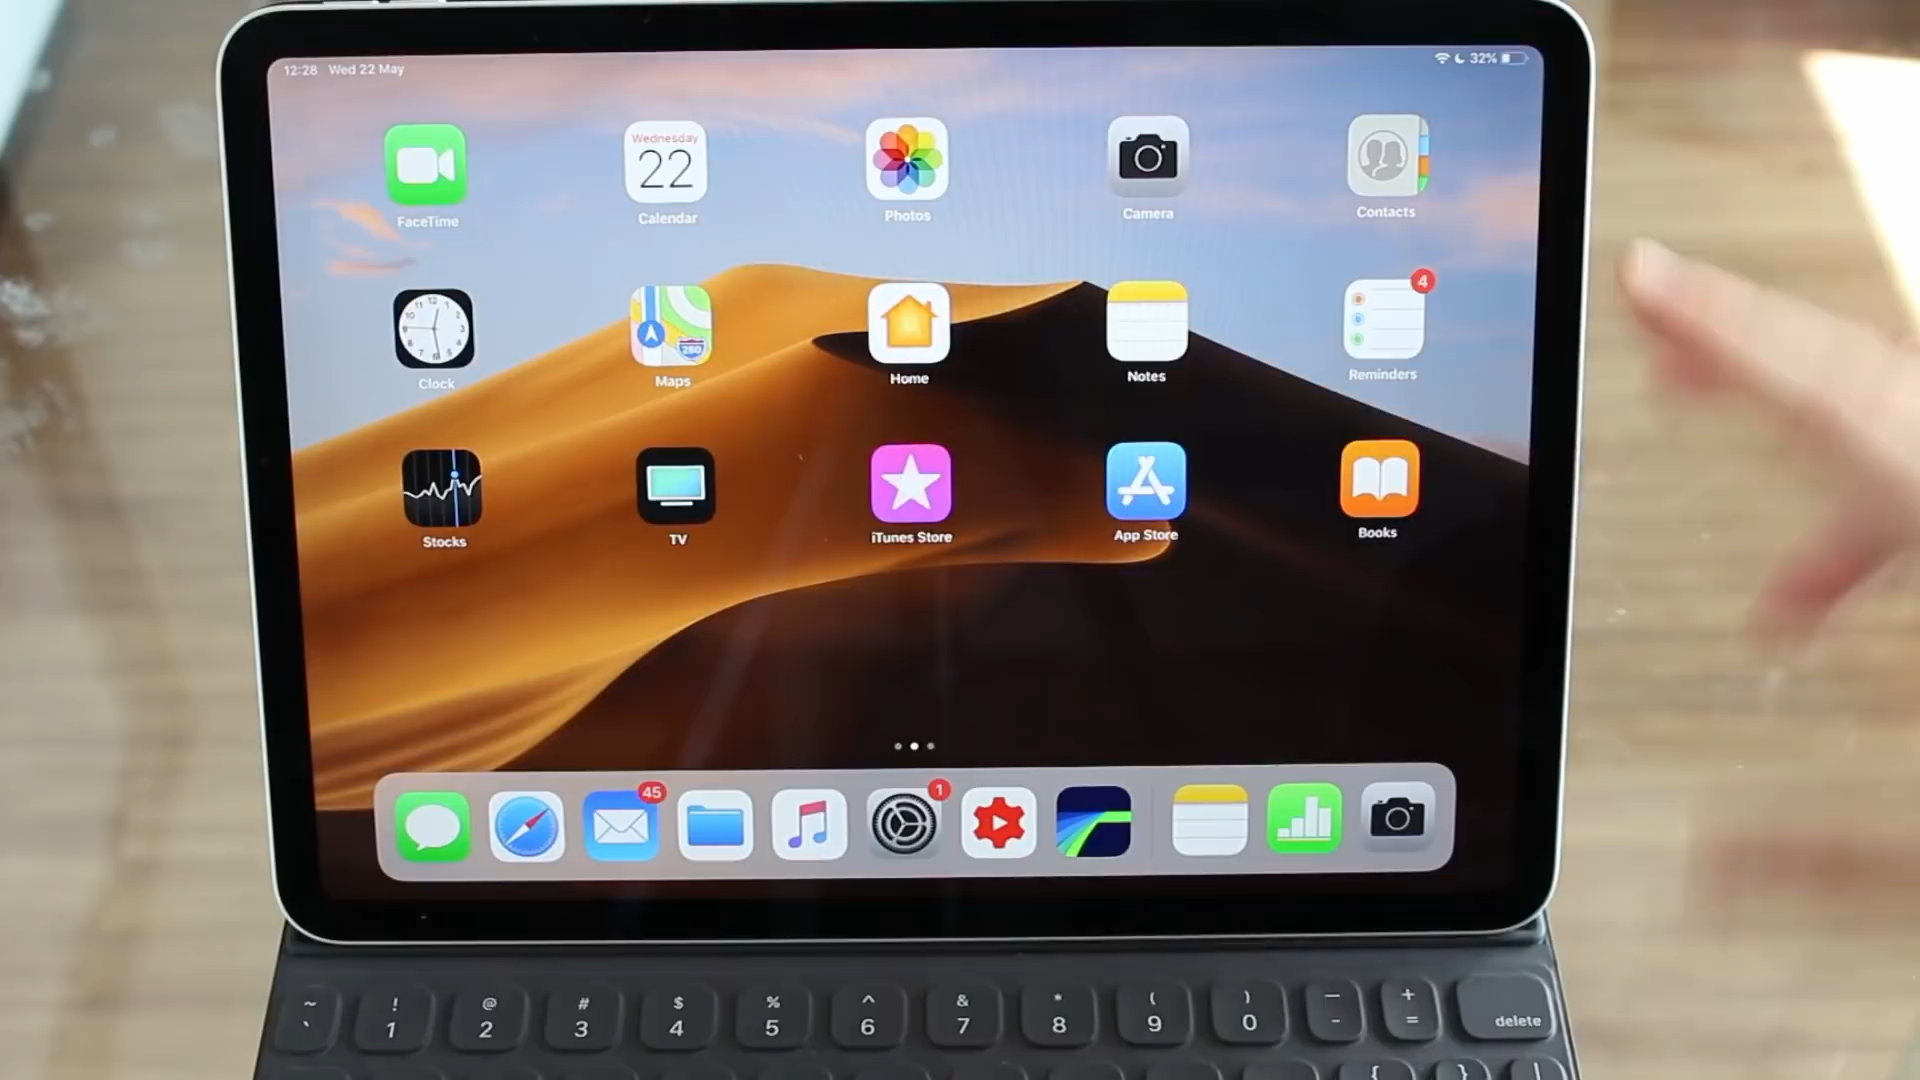 12:28 Wed 22 May
32%
Wednesday
22
FaceTime
Calendar
Photos
Camera
Contacts
280
4
Clock
Maps
Home
Notes
Reminders
Stocks
TV
iTunes Store
App Store
Books
45
1
~ ! @ # $ % ^ & * ( ) — +
` 1 2 3 4 5 6 7 8 9 0 - = delete
{ } |